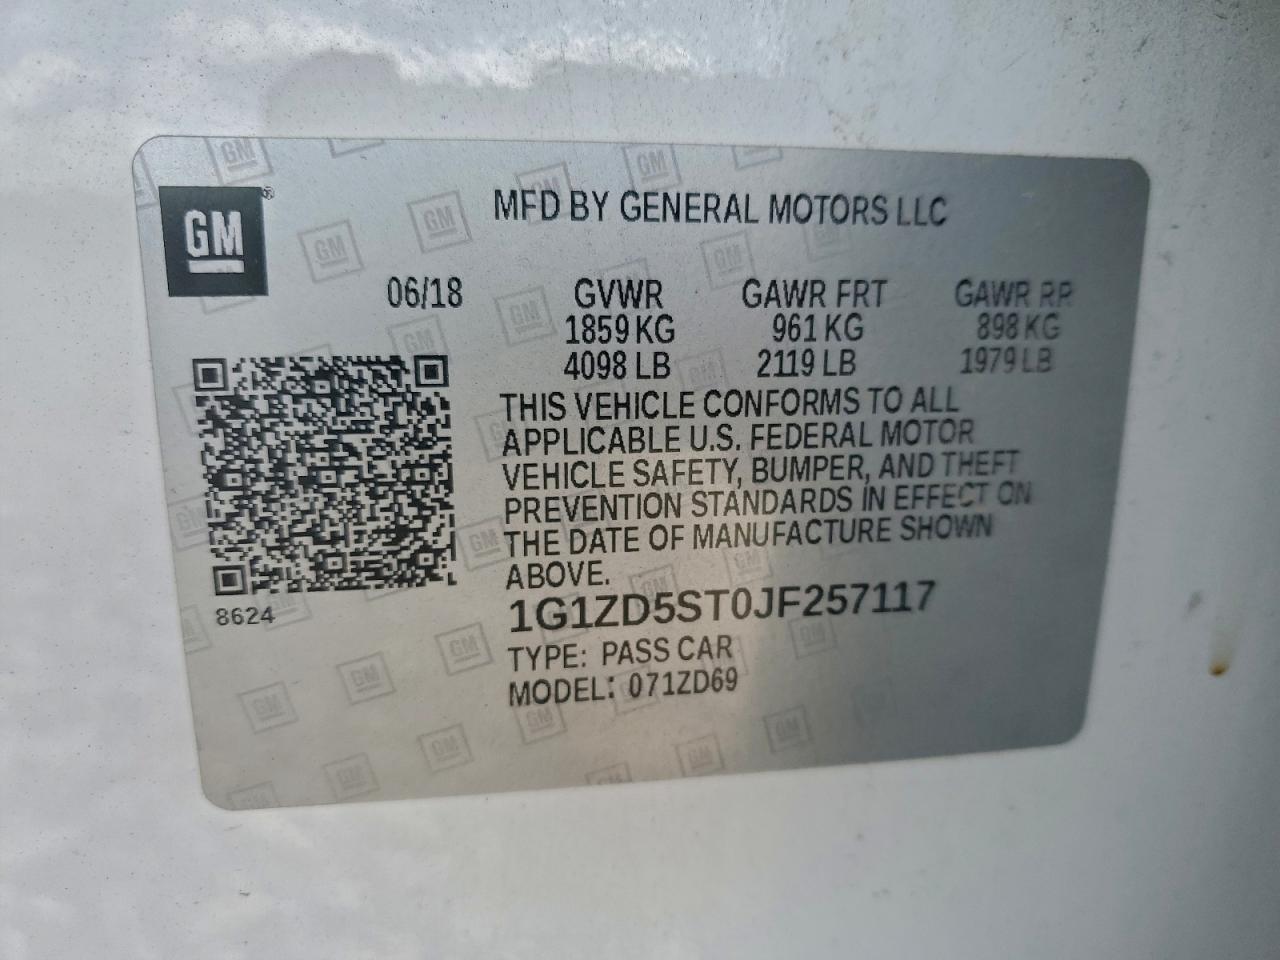 GM®
MFD BY GENERAL MOTORS LLC
06/18 GVWR GAWR FRT GAWR RR
1859 KG 961 KG 898 KG
4098 LB 2119 LB 1979 LB
THIS VEHICLE CONFORMS TO ALL
APPLICABLE U.S. FEDERAL MOTOR
VEHICLE SAFETY, BUMPER, AND THEFT
PREVENTION STANDARDS IN EFFECT ON
THE DATE OF MANUFACTURE SHOWN
ABOVE.
8624
1G1ZD5ST0JF257117
TYPE: PASS CAR
MODEL: 071ZD69